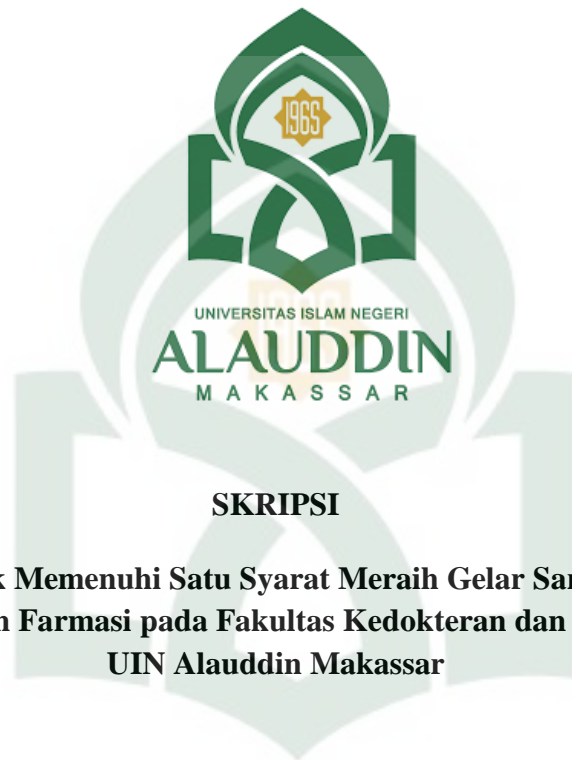 1965
UNIVERSITAS ISLAM NEGERI
ALAUDDIN
MAKASSAR
SKRIPSI
k Memenuhi Satu Syarat Meraih Gelar Sar
n Farmasi pada Fakultas Kedokteran dan
UIN Alauddin Makassar